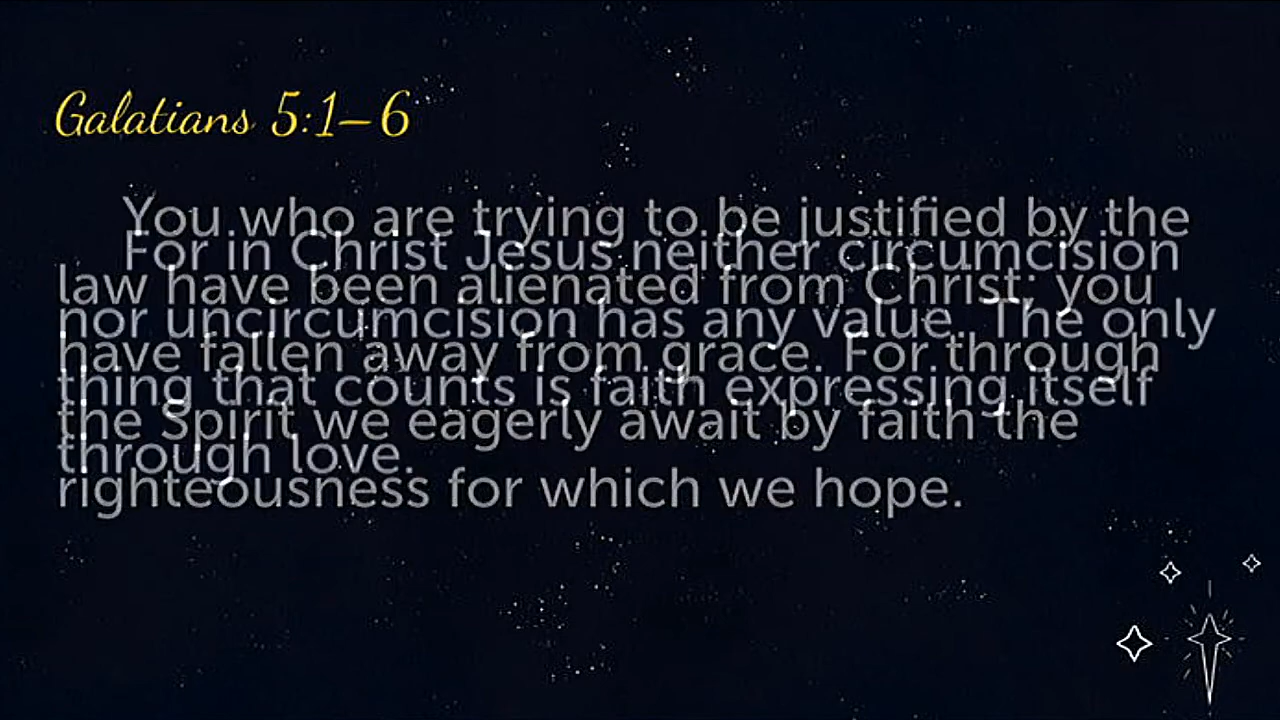 Galatians 5:1–6
You who are trying to be justified by the
law have been alienated from Christ; you
have fallen away from grace. For through
the Spirit we eagerly await by faith the
righteousness for which we hope.
For in Christ Jesus neither circumcision
nor uncircumcision has any value. The only
thing that counts is faith expressing itself
through love.